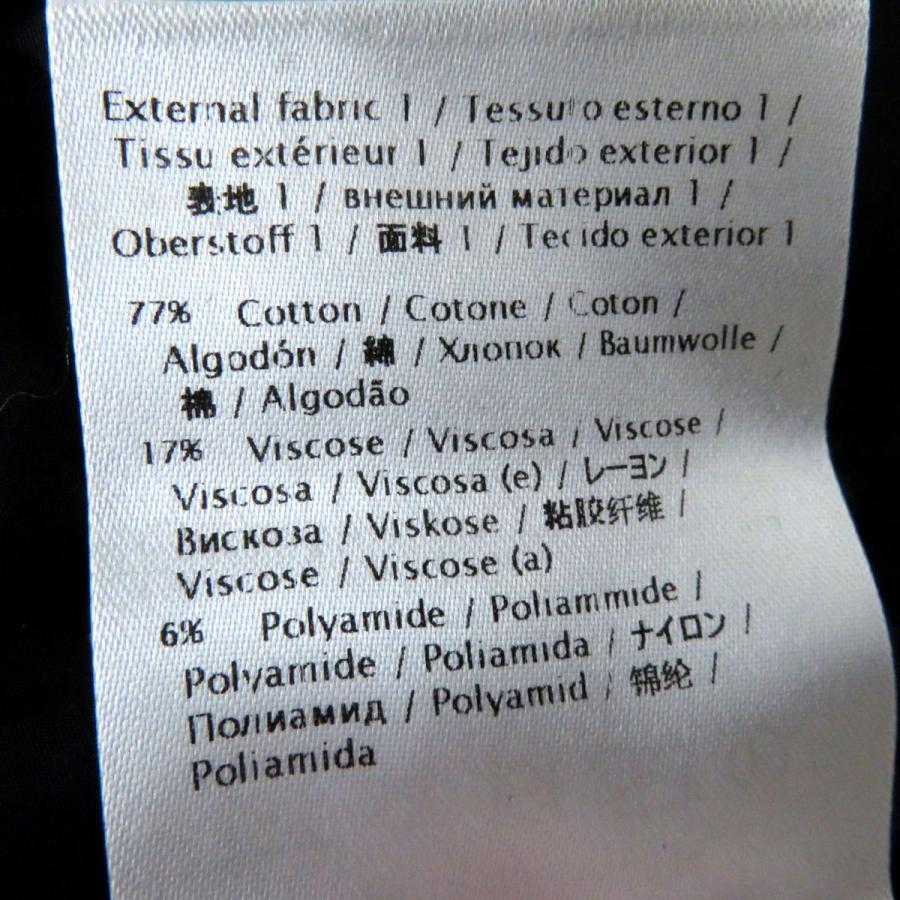 External fabric 1 / Tessuto esterno 1 /
Tissu extérieur 1 / Tejido exterior 1 /
表地 1 / внешний материал 1 /
Oberstoff 1 / 面料 1 / Tecido exterior 1
77% Cotton / Cotone / Coton /
Algodón / 綿 / Хлопок / Baumwolle /
棉 / Algodão
17% Viscose / Viscosa / Viscose /
Viscosa / Viscosa (e) / レーヨン /
Вискоза / Viskose / 粘胶纤维 /
Viscose / Viscose (a)
6% Polyamide / Poliammide /
Polyamide / Poliamida / ナイロン /
Полиамид / Polyamid / 锦纶 /
Poliamida